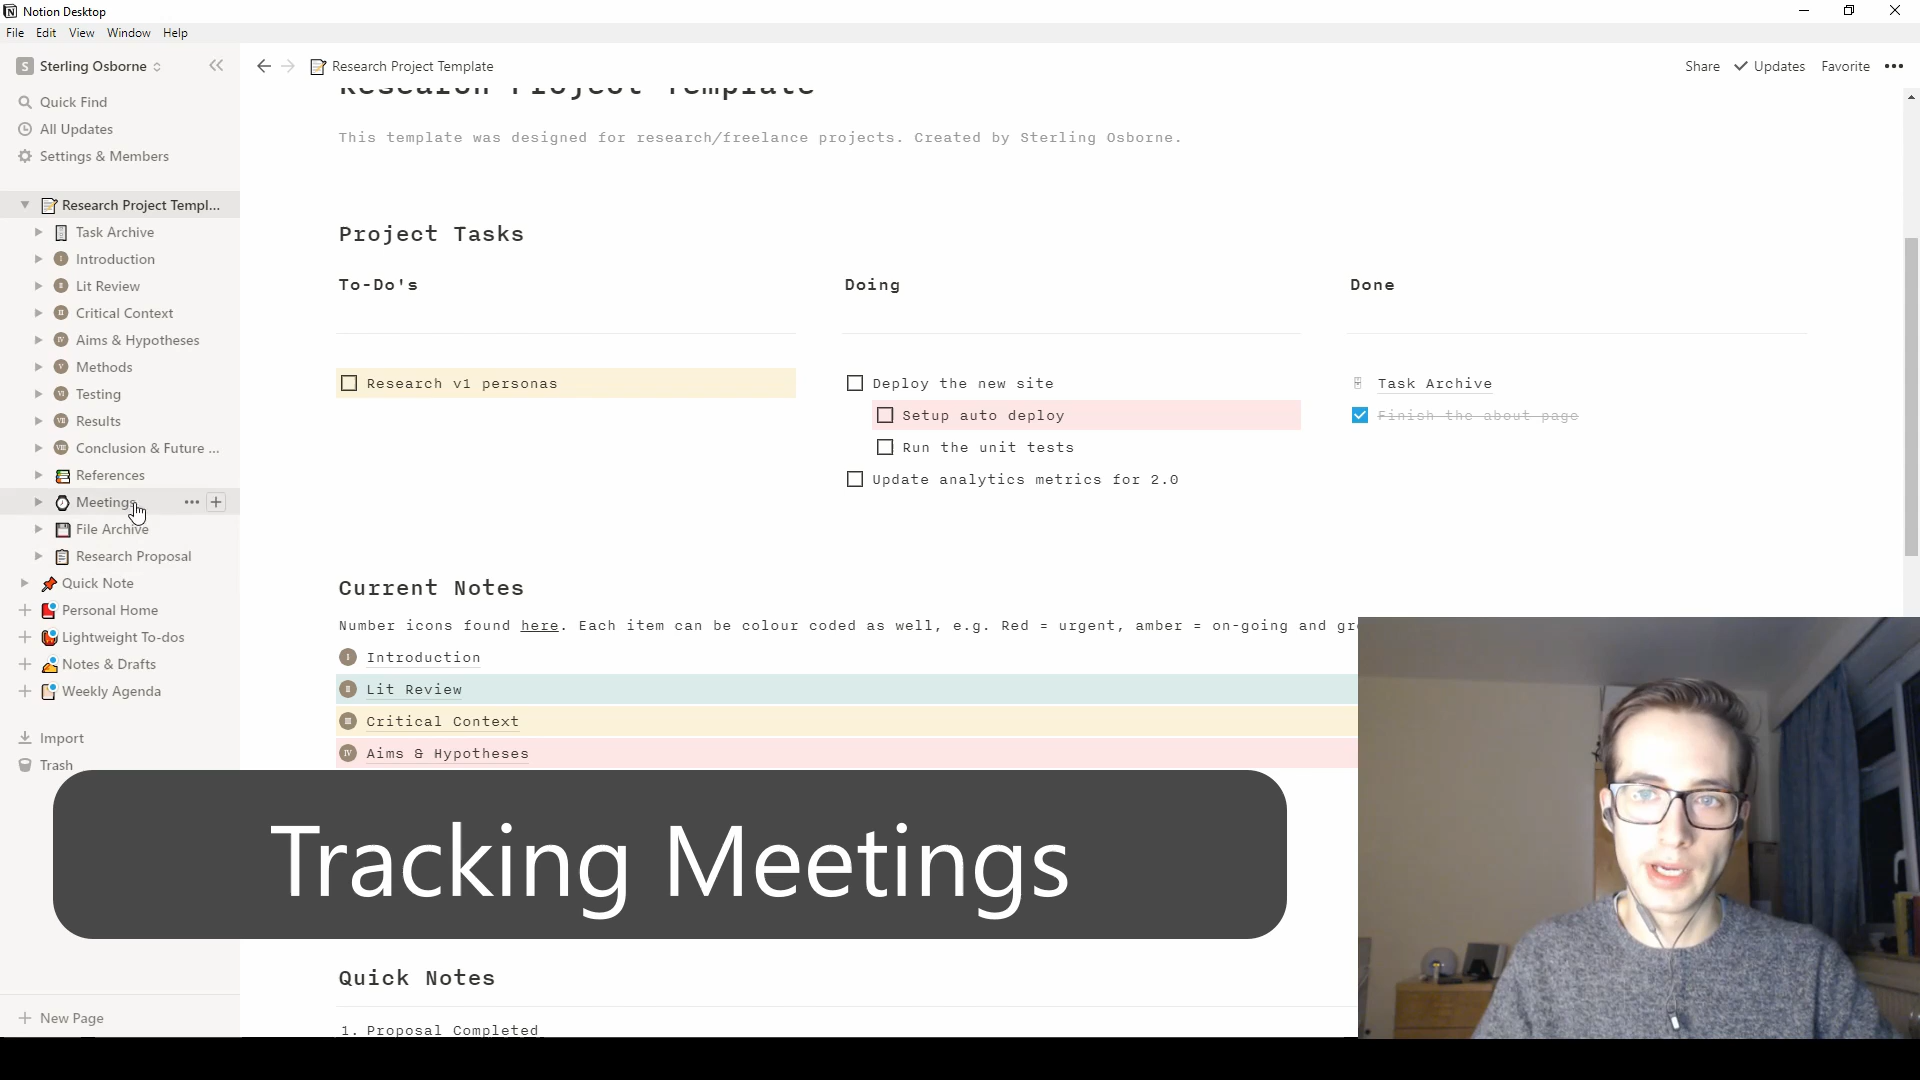 Notion Desktop
File Edit View Window Help
Sterling Osborne
Research Project Template
Share Updates Favorite
Quick Find
All Updates
Settings & Members
Research Project Templ...
Task Archive
Introduction
Lit Review
Critical Context
Aims & Hypotheses
Methods
Testing
Results
Conclusion & Future ...
References
Meetings
File Archive
Research Proposal
Quick Note
Personal Home
Lightweight To-dos
Notes & Drafts
Weekly Agenda
Import
Trash
New Page
Research Project Template
This template was designed for research/freelance projects. Created by Sterling Osborne.
Project Tasks
To-Do's
Research v1 personas
Doing
Deploy the new site
Setup auto deploy
Run the unit tests
Update analytics metrics for 2.0
Done
Task Archive
Finish the about page
Current Notes
Number icons found here. Each item can be colour coded as well, e.g. Red = urgent, amber = on-going and gr
I Introduction
II Lit Review
III Critical Context
IV Aims & Hypotheses
Tracking Meetings
Quick Notes
1. Proposal Completed